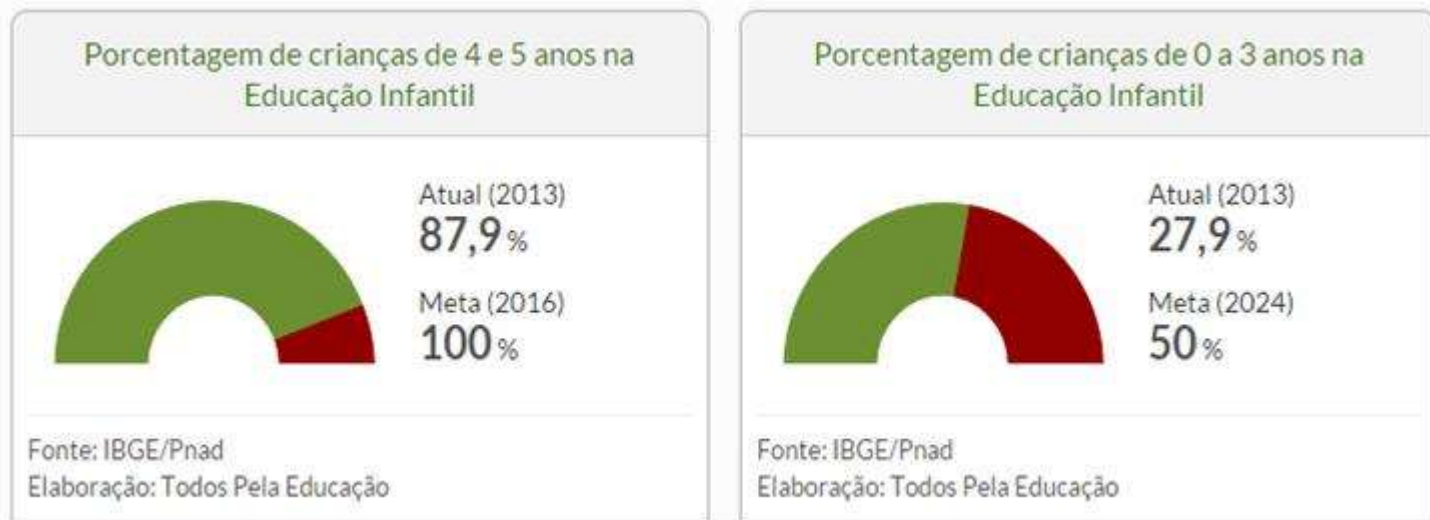 Porcentagem de crianças de 4 e 5 anos na
Educação Infantil
Atual (2013)
87,9 %
Meta (2016)
100 %
Fonte: IBGE/Pnad
Elaboração: Todos Pela Educação
Porcentagem de crianças de 0 a 3 anos na
Educação Infantil
Atual (2013)
27,9 %
Meta (2024)
50 %
Fonte: IBGE/Pnad
Elaboração: Todos Pela Educação